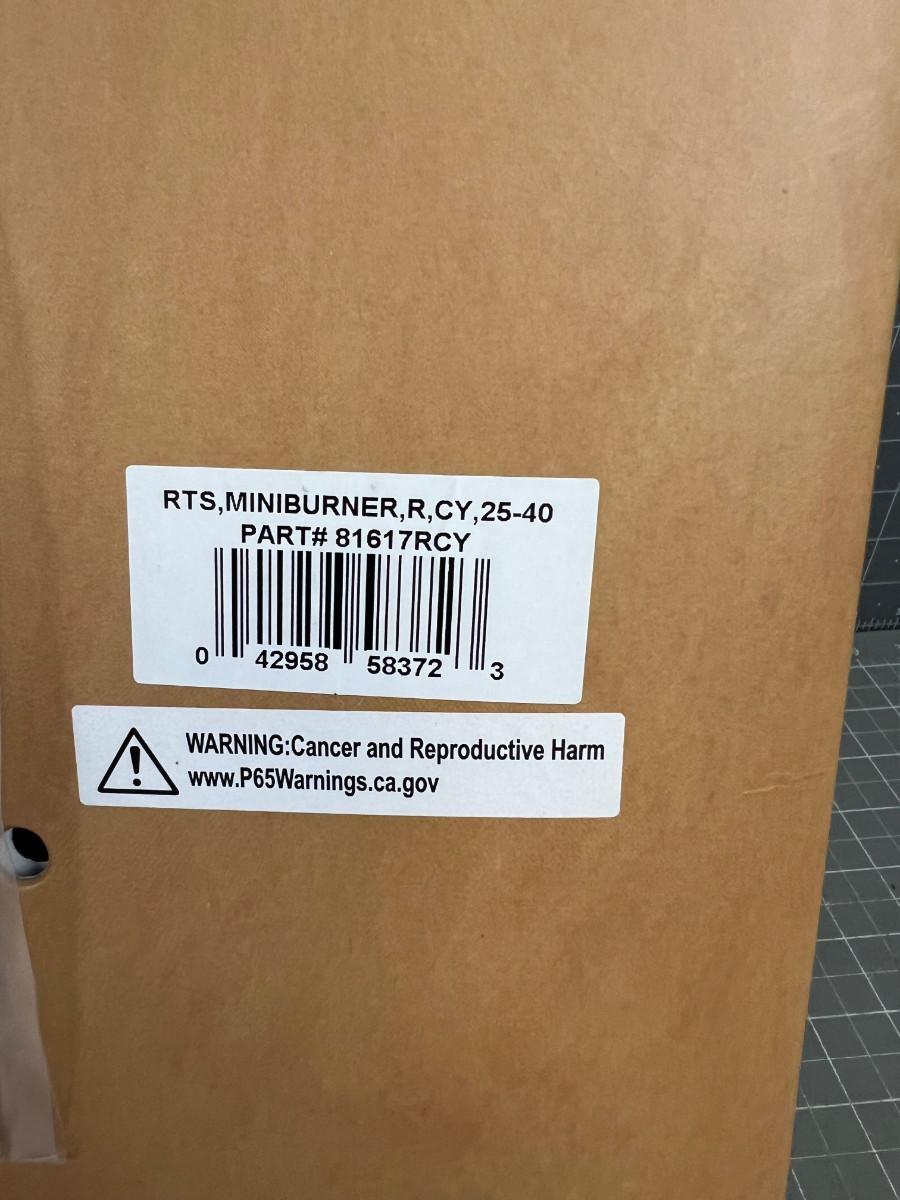 RTS,MINIBURNER,R,CY,25-40
PART# 81617RCY
0 42958 58372 3
WARNING:Cancer and Reproductive Harm
www.P65Warnings.ca.gov